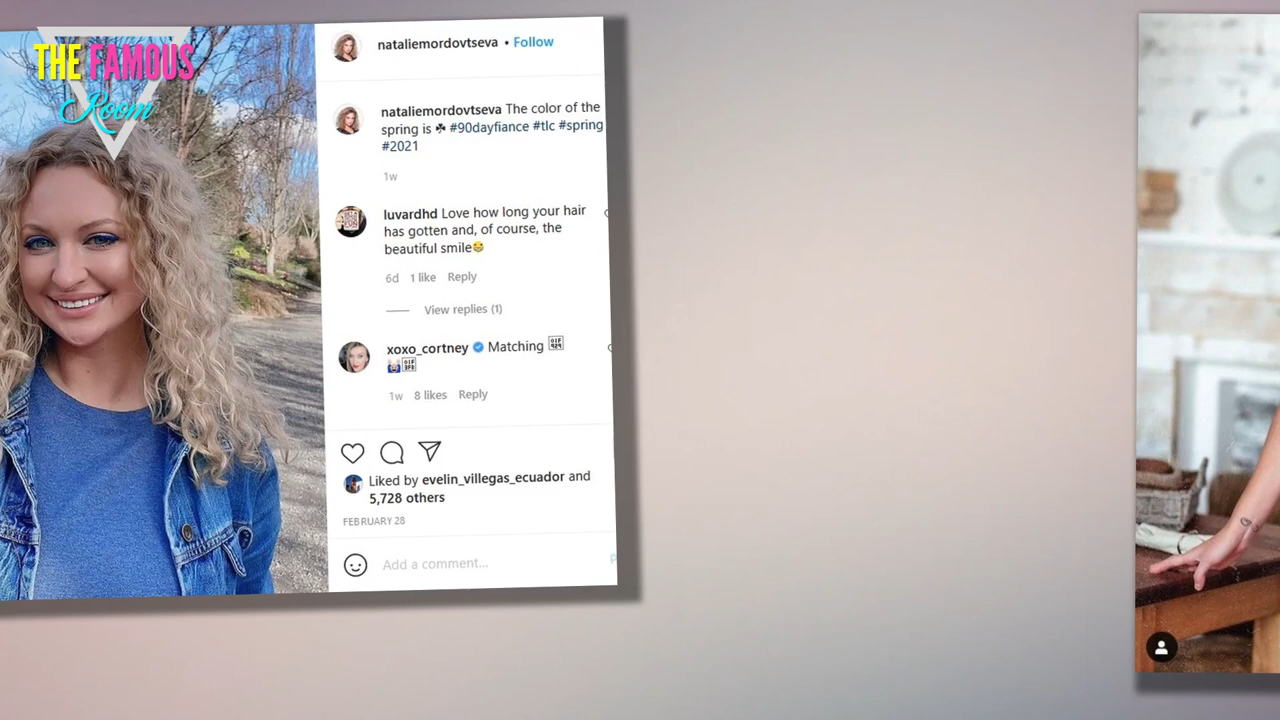 THE FAMOUS
Room
nataliemordovtseva • Follow
nataliemordovtseva The color of the
spring is ☘ #90dayfiance #tlc #spring
#2021
1w
luvardhd Love how long your hair
has gotten and, of course, the
beautiful smile😂
6d 1 like Reply
View replies (1)
xoxo_cortney Matching
1w 8 likes Reply
Liked by evelin_villegas_ecuador and
5,728 others
FEBRUARY 28
Add a comment...